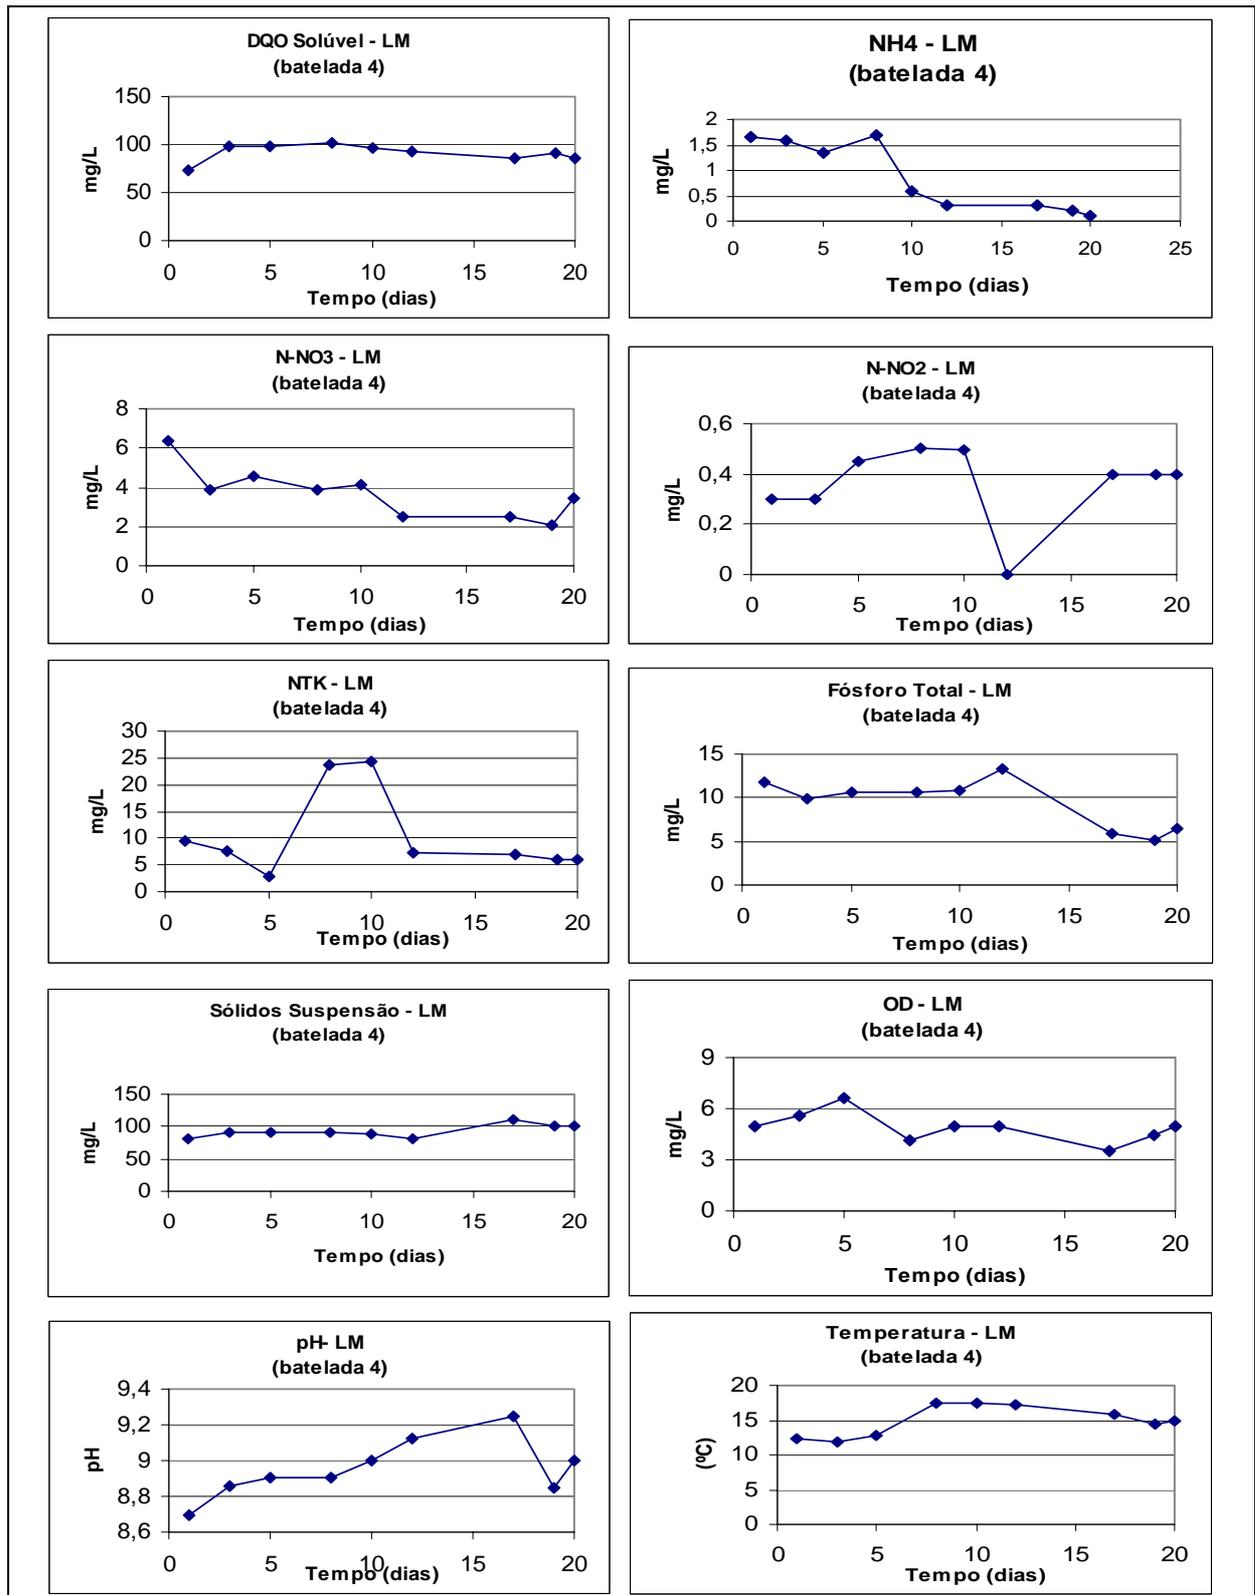 DQO Solúvel - LM
(batelada 4)
150
100
50
0
mg/L
0 5 10 15 20
Tempo (dias)
NH4 - LM
(batelada 4)
2
1,5
1
0,5
0
mg/L
0 5 10 15 20 25
Tempo (dias)
N-NO3 - LM
(batelada 4)
8
6
4
2
0
mg/L
0 5 10 15 20
Tempo (dias)
N-NO2 - LM
(batelada 4)
0,6
0,4
0,2
0
mg/L
0 5 10 15 20
Tempo (dias)
NTK - LM
(batelada 4)
30
25
20
15
10
5
0
mg/L
0 5 10 15 20
Tempo (dias)
Fósforo Total - LM
(batelada 4)
15
10
5
0
mg/L
0 5 10 15 20
Tempo (dias)
Sólidos Suspensão - LM
(batelada 4)
150
100
50
0
mg/L
0 5 10 15 20
Tempo (dias)
OD - LM
(batelada 4)
9
6
3
0
mg/L
0 5 10 15 20
Tempo (dias)
pH- LM
(batelada 4)
9,4
9,2
9
8,8
8,6
pH
0 5 10 15 20
Tempo (dias)
Temperatura - LM
(batelada 4)
20
15
10
5
0
(ºC)
0 5 10 15 20
Tempo (dias)